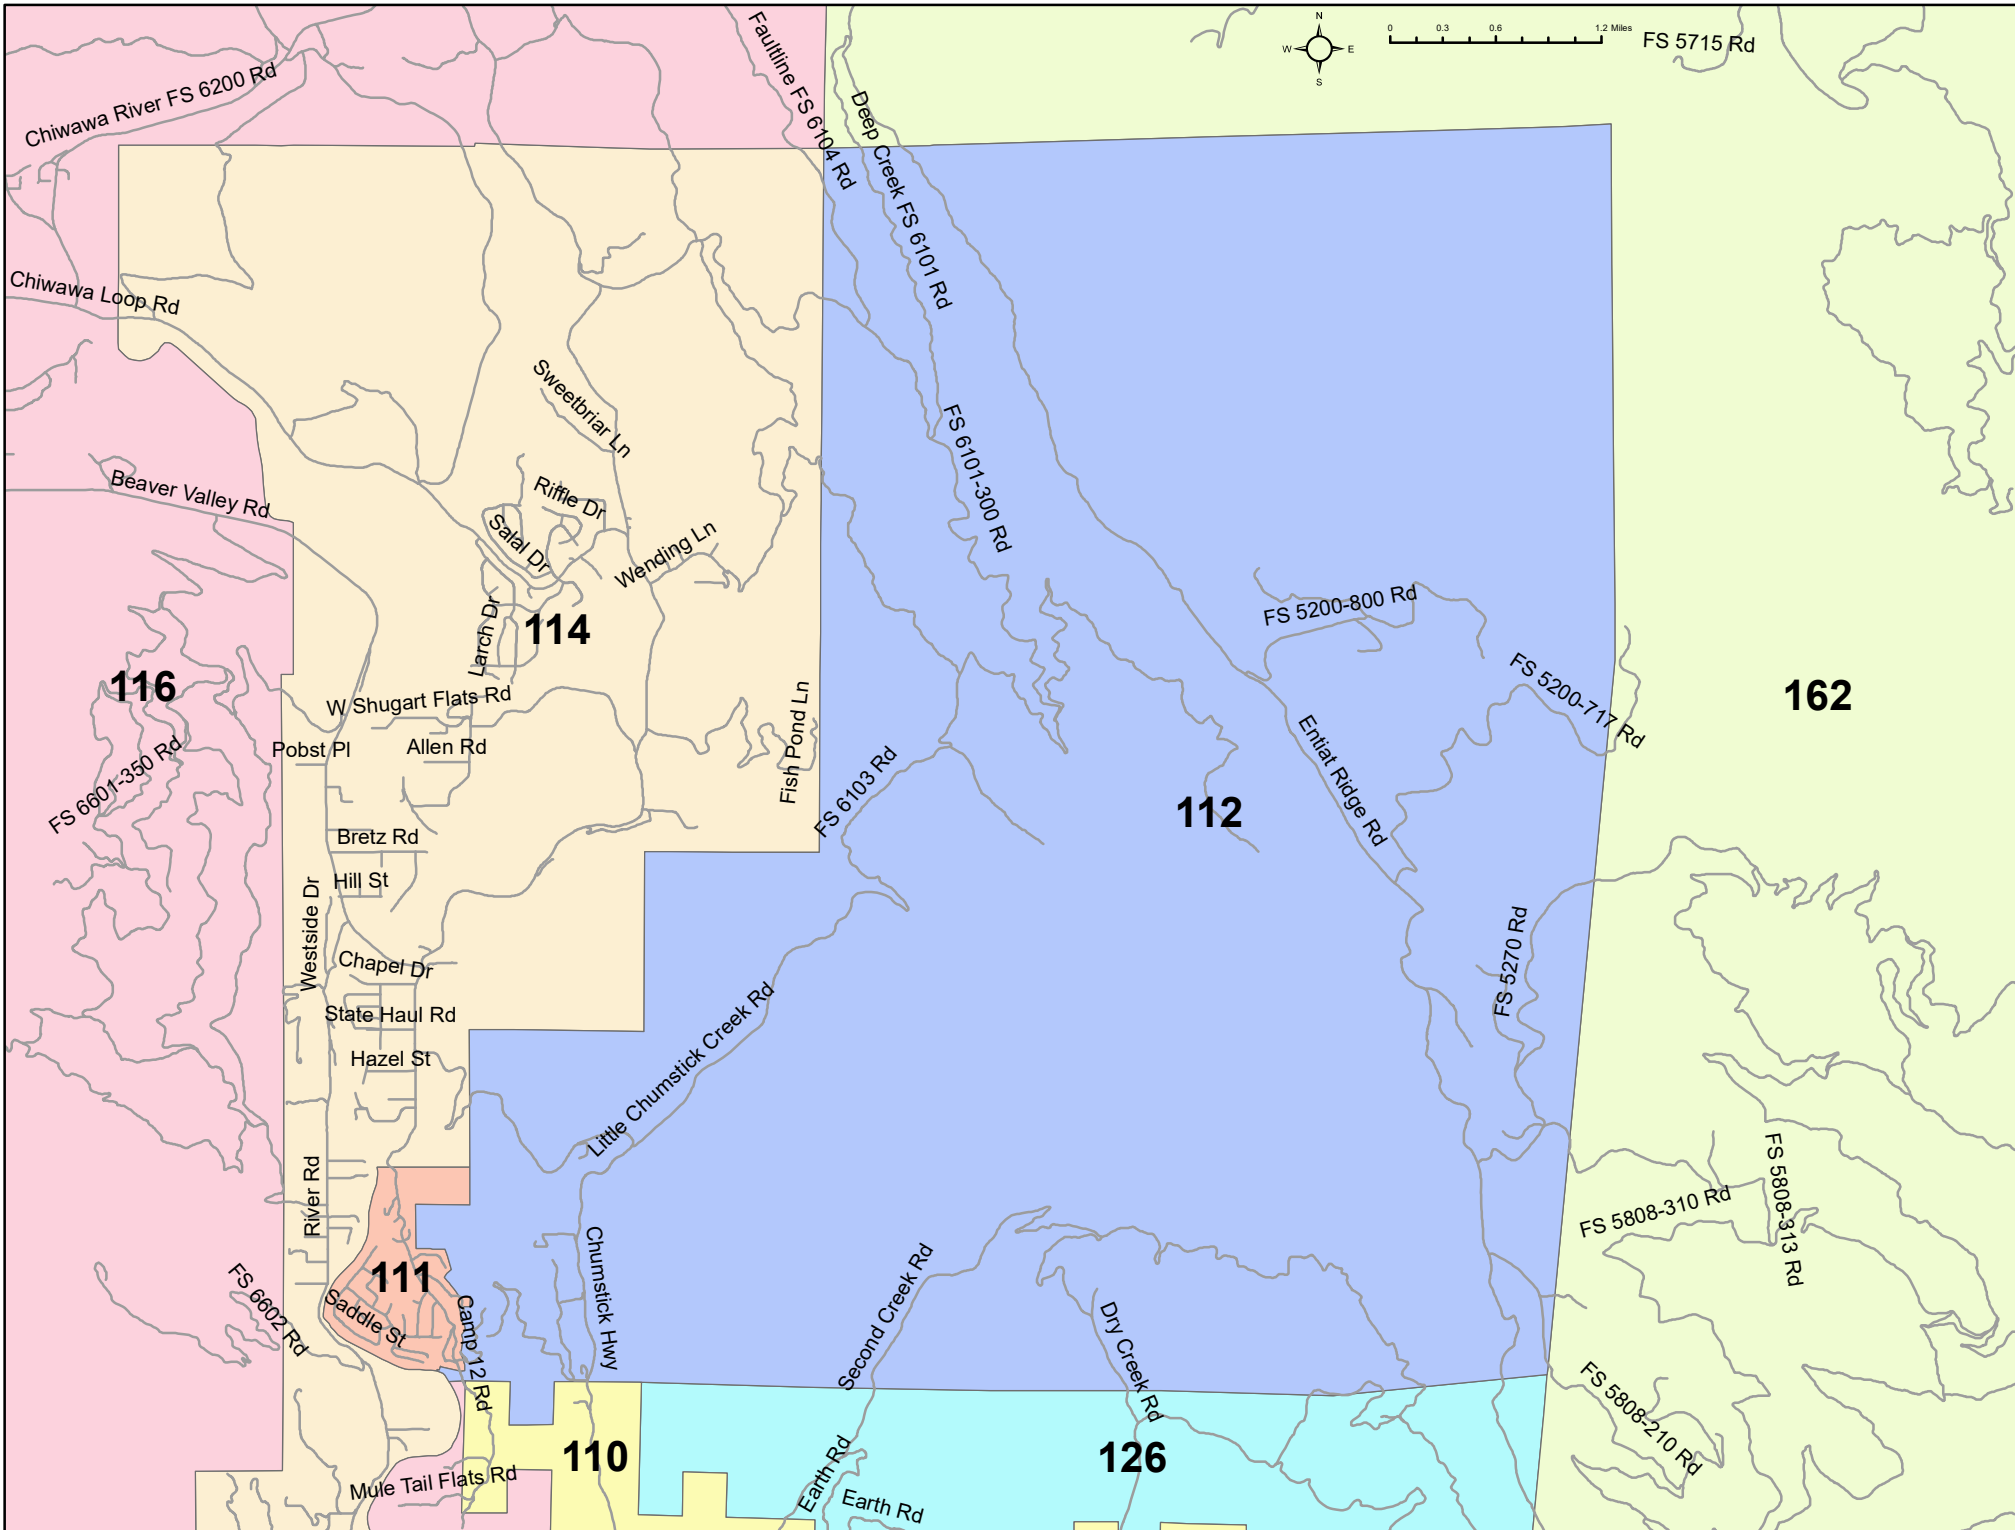 N
W
E
S
0
0.3
0.6
1.2 Miles
FS 5715 Rd
Faultline FS 6104 Rd
Chiwawa River FS 6200 Rd
Deep Creek FS 6101 Rd
Chiwawa Loop Rd
Sweetbriar Ln
FS 6101-300 Rd
Beaver Valley Rd
Riffle Dr
Salal Dr
Wending Ln
FS 5200-800 Rd
Larch Dr
114
116
162
FS 5200-717 Rd
W Shugart Flats Rd
Fish Pond Ln
Pobst Pl
Allen Rd
FS 6601-350 Rd
FS 6103 Rd
Entiat Ridge Rd
112
Bretz Rd
Hill St
Westside Dr
FS 5270 Rd
Chapel Dr
State Haul Rd
Little Chumstick Creek Rd
Hazel St
River Rd
FS 5808-310 Rd
FS 5808-313 Rd
111
Saddle St
FS 6602 Rd
Camp 12 Rd
Chumstick Hwy
Second Creek Rd
Dry Creek Rd
FS 5808-210 Rd
110
126
Mule Tail Flats Rd
Earth Rd
Earth Rd